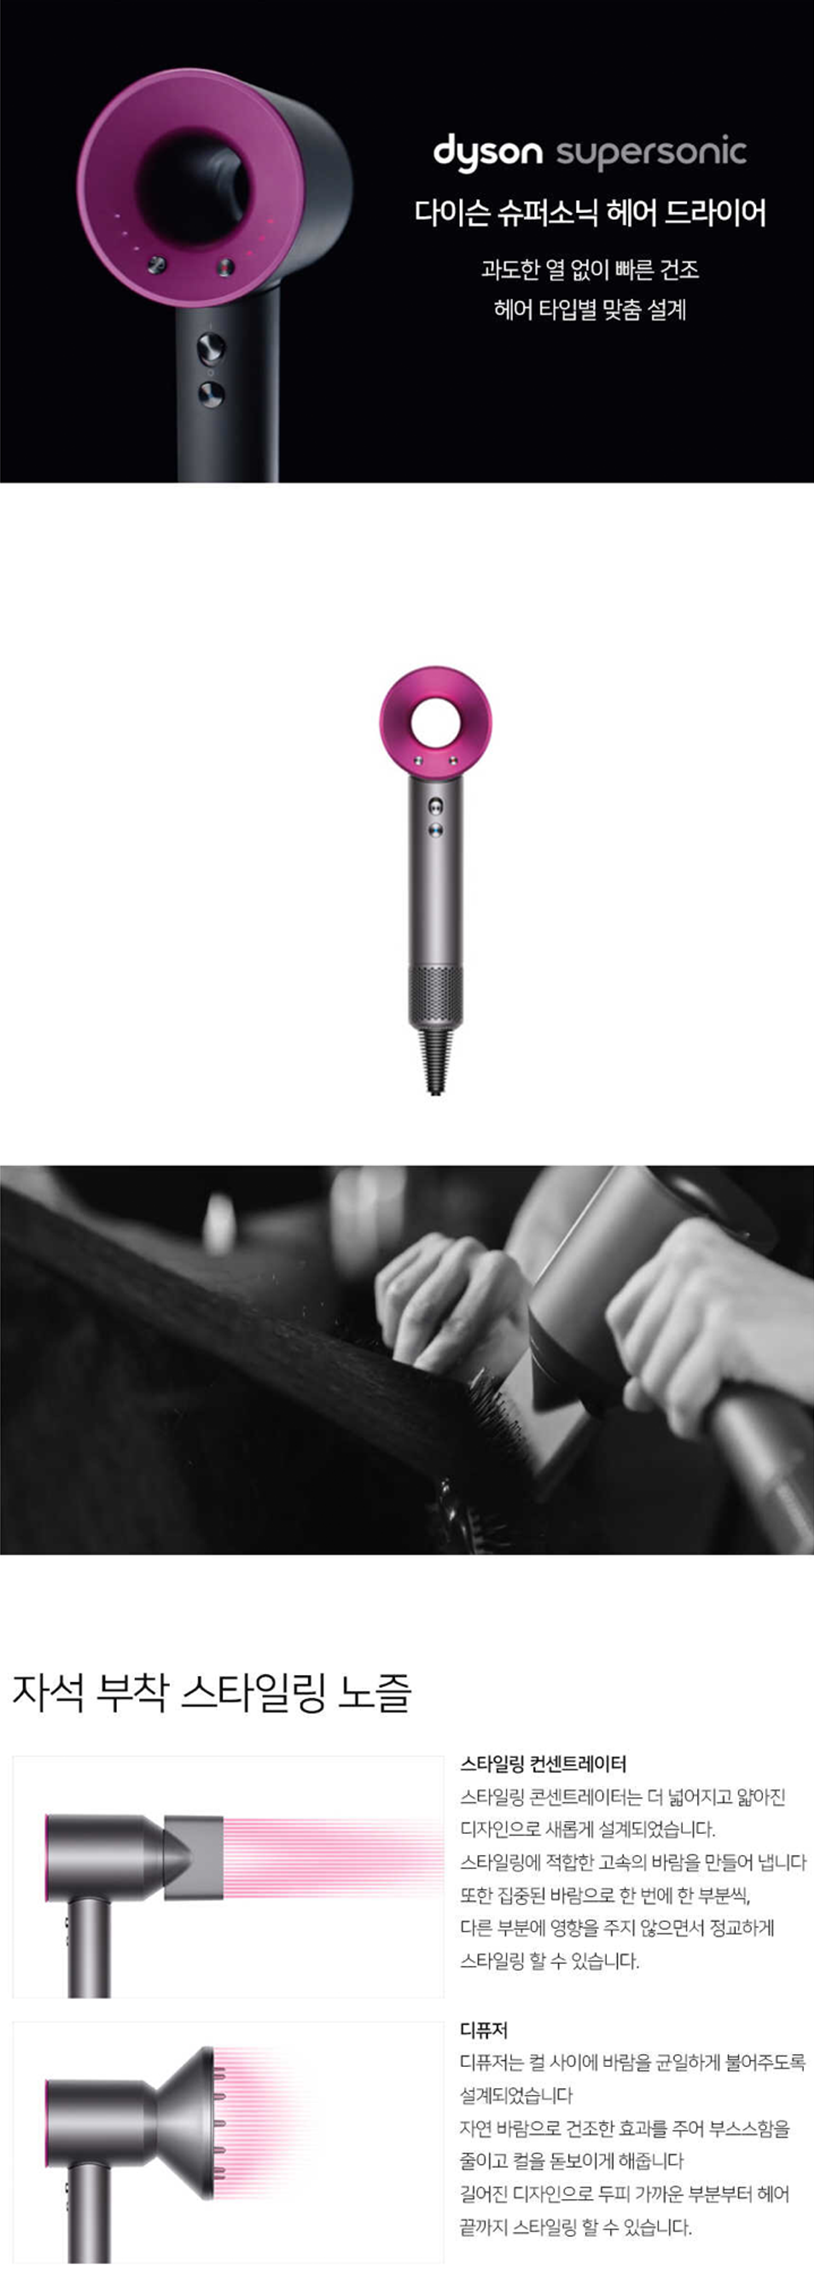 dyson supersonic
다이슨 슈퍼소닉 헤어 드라이어
과도한 열 없이 빠른 건조
헤어 타입별 맞춤 설계
자석 부착 스타일링 노즐
스타일링 컨센트레이터
스타일링 콘센트레이터는 더 넓어지고 얇아진
디자인으로 새롭게 설계되었습니다.
스타일링에 적합한 고속의 바람을 만들어 냅니다
또한 집중된 바람으로 한 번에 한 부분씩,
다른 부분에 영향을 주지 않으면서 정교하게
스타일링 할 수 있습니다.
디퓨저
디퓨저는 컬 사이에 바람을 균일하게 불어주도록
설계되었습니다
자연 바람으로 건조한 효과를 주어 부스스함을
줄이고 컬을 돋보이게 해줍니다
길어진 디자인으로 두피 가까운 부분부터 헤어
끝까지 스타일링 할 수 있습니다.